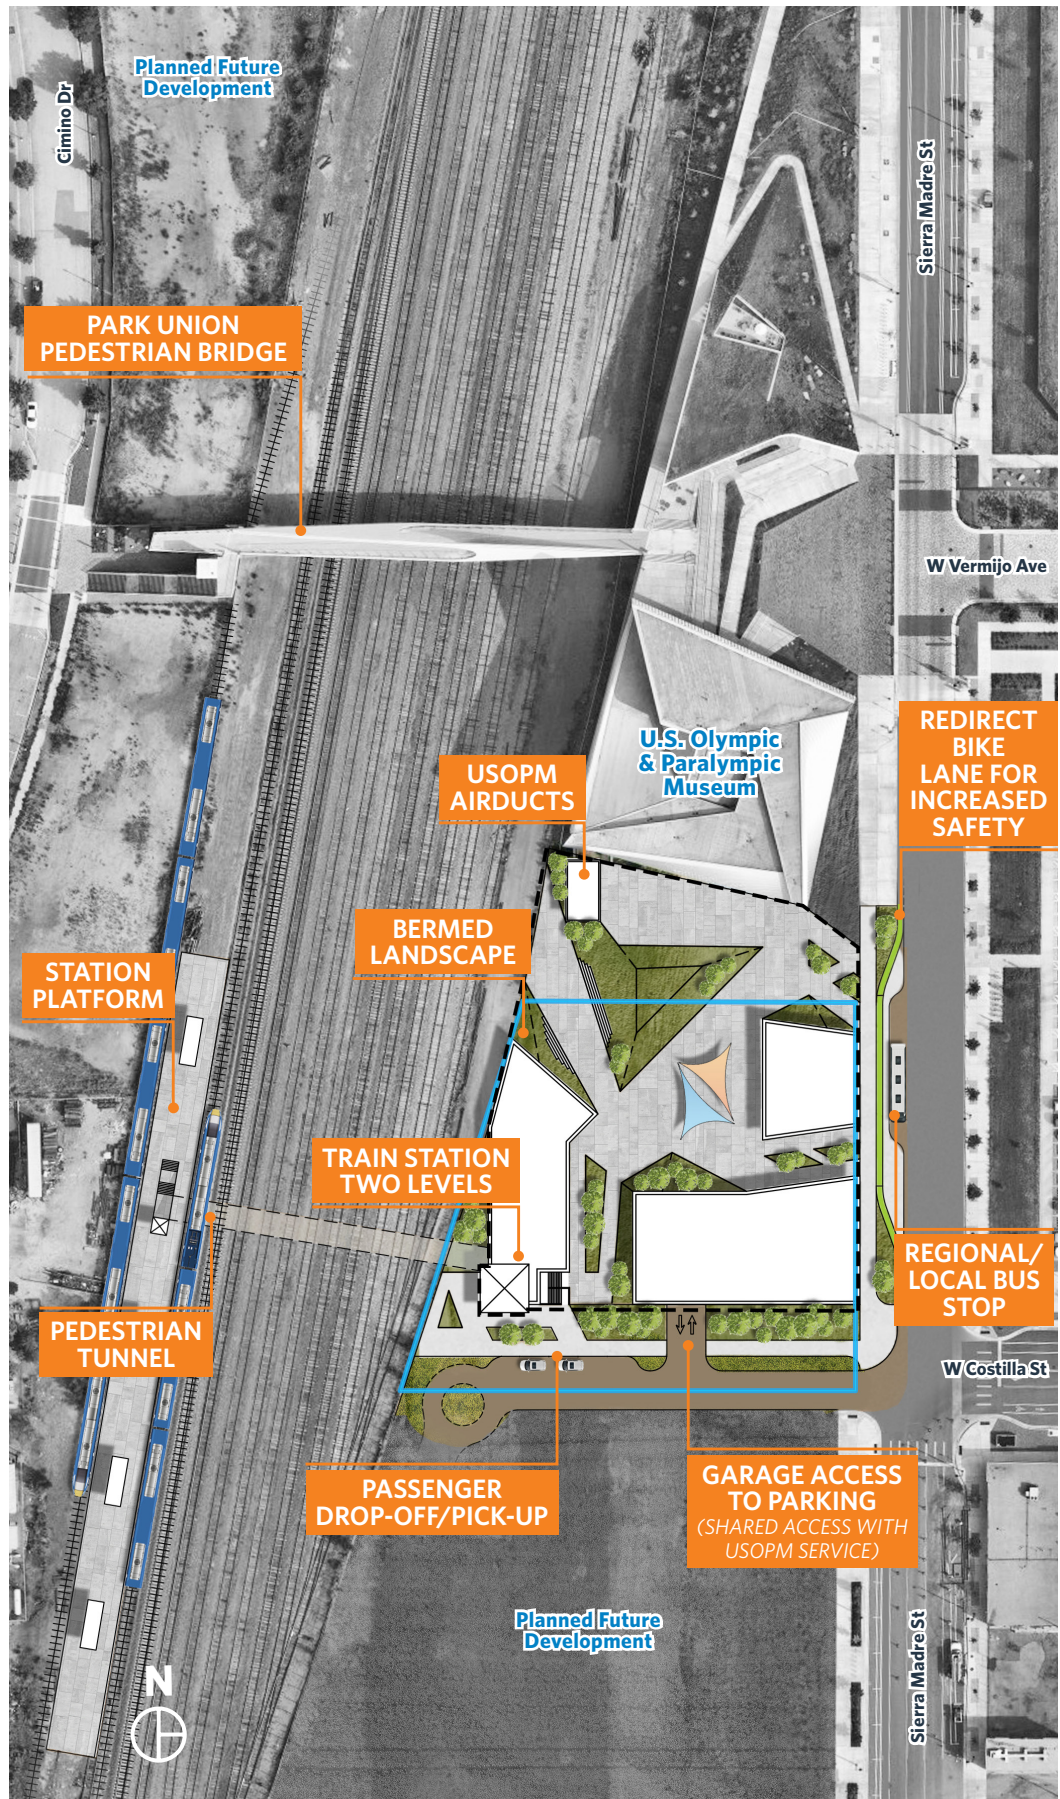 Planned Future
Development
Cimino Dr
Sierra Madre St
PARK UNION
PEDESTRIAN BRIDGE
W Vermijo Ave
REDIRECT
BIKE
LANE FOR
INCREASED
SAFETY
U.S. Olympic
& Paralympic
Museum
USOPM
AIRDUCTS
BERMED
LANDSCAPE
STATION
PLATFORM
TRAIN STATION
TWO LEVELS
REGIONAL/
LOCAL BUS
STOP
PEDESTRIAN
TUNNEL
W Costilla St
PASSENGER
DROP-OFF/PICK-UP
GARAGE ACCESS
TO PARKING
(SHARED ACCESS WITH
USOPM SERVICE)
Planned Future
Development
Sierra Madre St
N